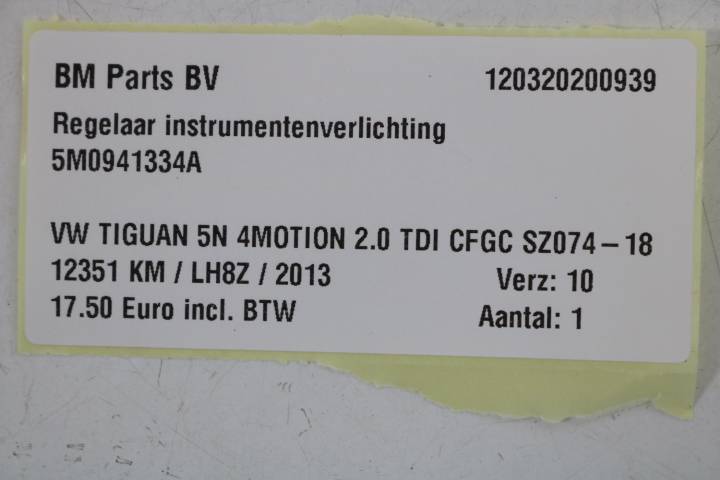 BM Parts BV 120320200939
Regelaar instrumentenverlichting
5M0941334A
VW TIGUAN 5N 4MOTION 2.0 TDI CFGC SZ074-18
12351 KM / LH8Z / 2013 Verz: 10
17.50 Euro incl. BTW Aantal: 1